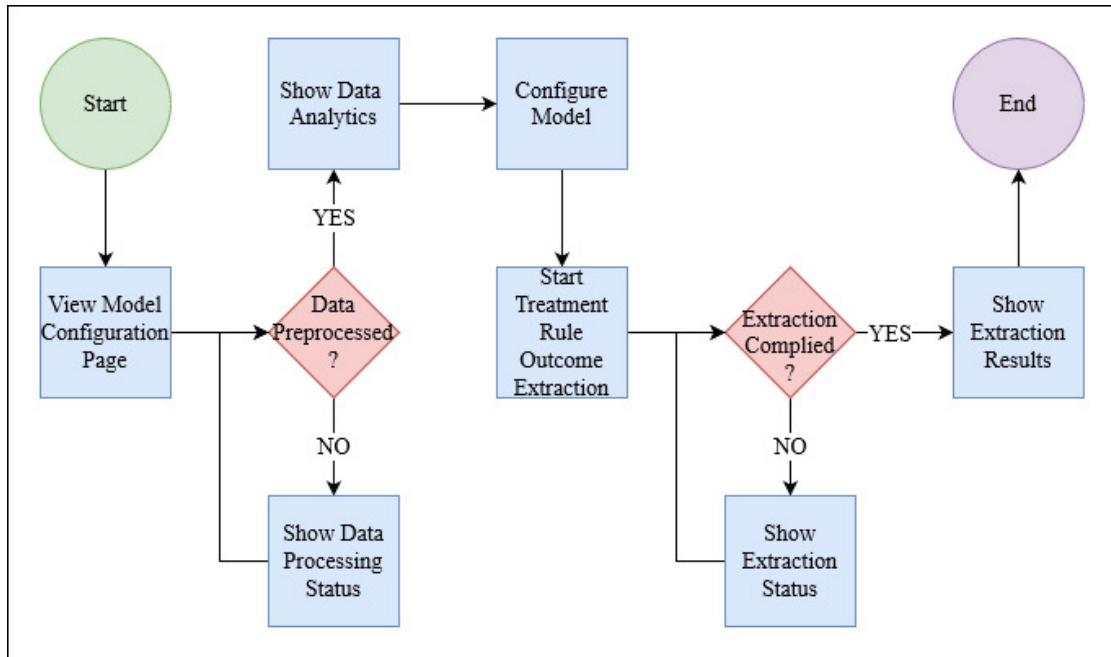 Start
View Model
Configuration
Page
Data
Preprocessed
?
YES
NO
Show Data
Processing
Status
Show Data
Analytics
Configure
Model
Start
Treatment
Rule
Outcome
Extraction
Extraction
Complied
?
YES
NO
Show
Extraction
Status
Show
Extraction
Results
End